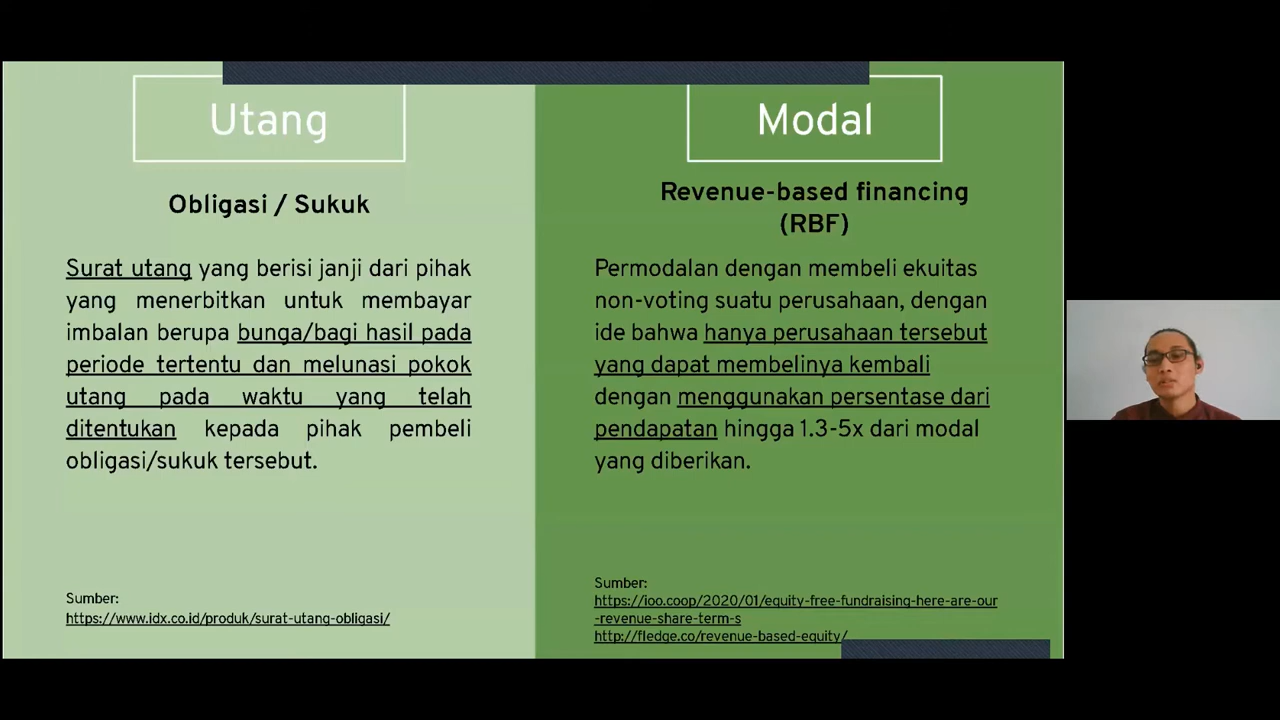 Utang
Obligasi / Sukuk
Surat utang yang berisi janji dari pihak
yang menerbitkan untuk membayar
imbalan berupa bunga/bagi hasil pada
periode tertentu dan melunasi pokok
utang pada waktu yang telah
ditentukan kepada pihak pembeli
obligasi/sukuk tersebut.
Sumber:
https://www.idx.co.id/produk/surat-utang-obligasi/
Modal
Revenue-based financing
(RBF)
Permodalan dengan membeli ekuitas
non-voting suatu perusahaan, dengan
ide bahwa hanya perusahaan tersebut
yang dapat membelinya kembali
dengan menggunakan persentase dari
pendapatan hingga 1.3-5x dari modal
yang diberikan.
Sumber:
https://ioo.coop/2020/01/equity-free-fundraising-here-are-our
-revenue-share-term-s
http://fledge.co/revenue-based-equity/